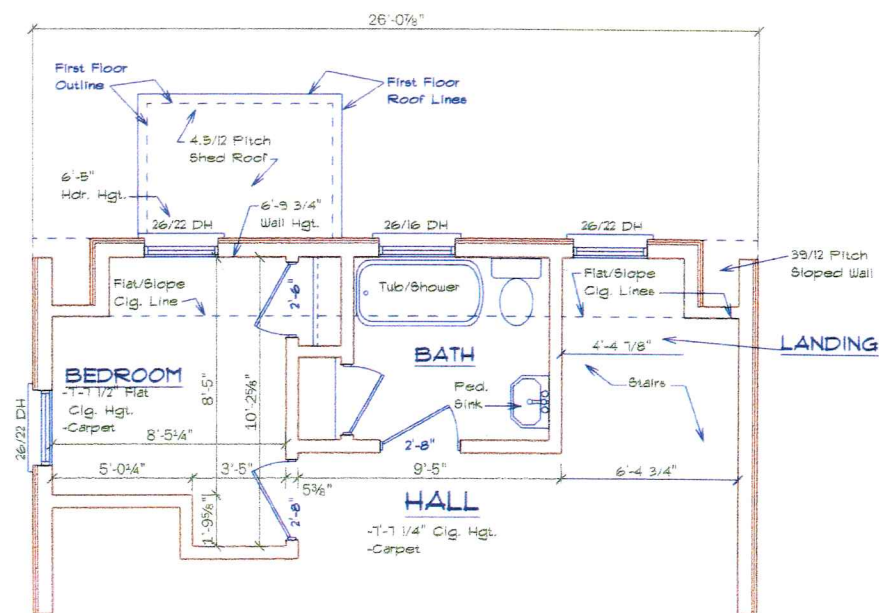 26'-0⅞"
First Floor
Outline
First Floor
Roof Lines
4.5/12 Pitch
Shed Roof
6'-5"
Hdr. Hgt.
6'-9 3/4"
Wall Hgt.
26/22 DH
26/16 DH
26/22 DH
39/12 Pitch
Sloped Wall
Flat/Slope
Clg. Line
2'-6"
Tub/Shower
Flat/Slope
Clg. Lines
4'-4 7/8"
LANDING
BATH
BEDROOM
-7'-7 1/2" Flat
Clg. Hgt.
-Carpet
8'-5"
10'-2⅝"
Ped.
Sink
Stairs
26/22 DH
8'-5¼"
2'-8"
5'-0¼"
3'-5"
5⅜"
9'-5"
6'-4 3/4"
1'-9⅝"
2'-8"
HALL
-7'-7 1/4" Clg. Hgt.
-Carpet